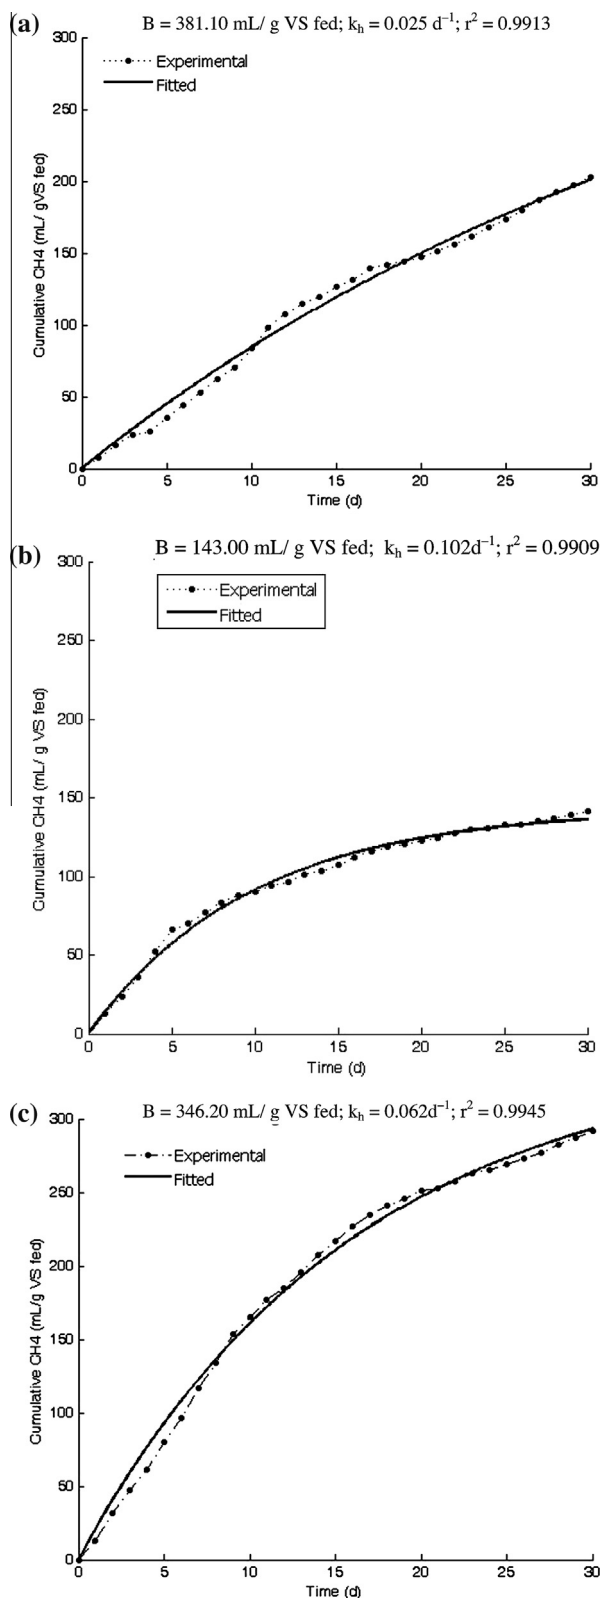 (a) B = 381.10 mL/ g VS fed; kₕ = 0.025 d⁻¹; r² = 0.9913
300
Experimental
Fitted
250
200
150
100
50
0
Cumulative CH4 (mL/ gVS fed)
0 5 10 15 20 25 30
Time (d)
(b) B = 143.00 mL/ g VS fed; kₕ = 0.102d⁻¹; r² = 0.9909
300
Experimental
Fitted
250
200
150
100
50
0
Cumulative CH4 (mL/ g VS fed)
0 5 10 15 20 25 30
Time (d)
(c) B = 346.20 mL/ g VS fed; kₕ = 0.062d⁻¹; r² = 0.9945
300
Experimental
Fitted
250
200
150
100
50
0
Cumulative CH4 (mL/g VS fed)
0 5 10 15 20 25 30
Time (d)